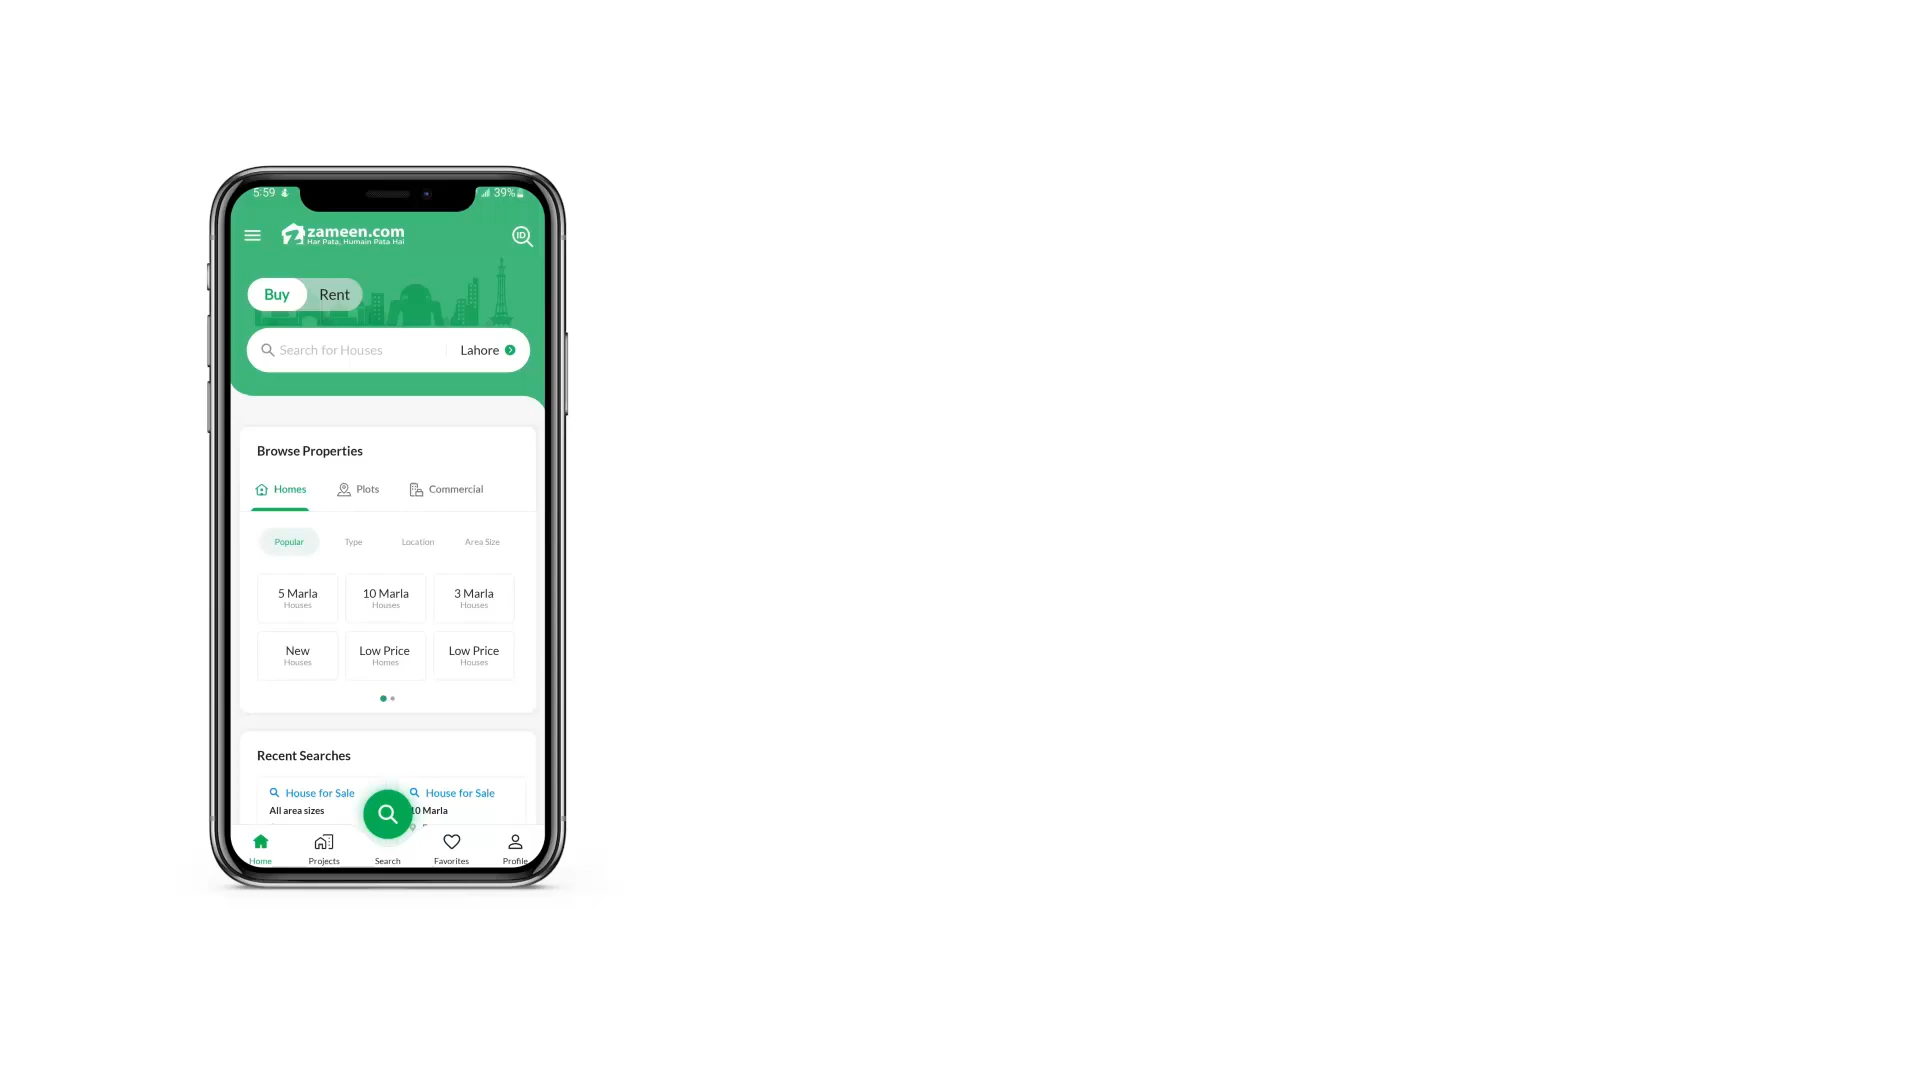 5:59
39%
zameen.com
Har Pata, Humain Pata Hai
ID
Buy Rent
Search for Houses Lahore
Browse Properties
Homes Plots Commercial
Popular Type Location Area Size
5 Marla 10 Marla 3 Marla
Houses Houses Houses
New Low Price Low Price
Houses Homes Houses
Recent Searches
House for Sale House for Sale
All area sizes 10 Marla
Home Projects Search Favorites Profile